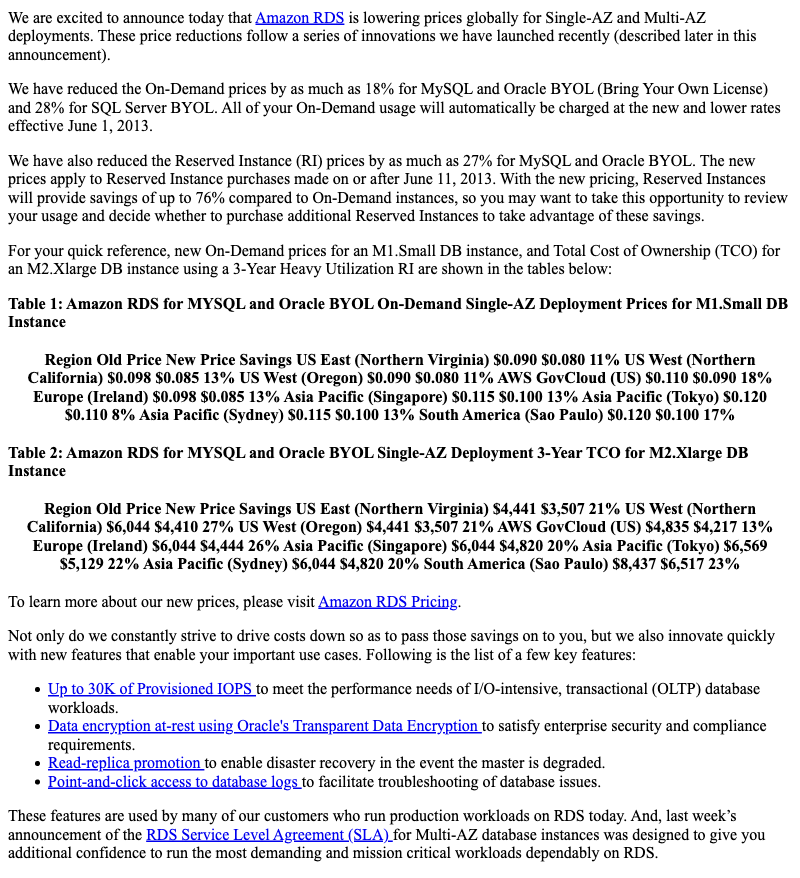 We are excited to announce today that Amazon RDS is lowering prices globally for Single-AZ and Multi-AZ
deployments. These price reductions follow a series of innovations we have launched recently (described later in this
announcement).
We have reduced the On-Demand prices by as much as 18% for MySQL and Oracle BYOL (Bring Your Own License)
and 28% for SQL Server BYOL. All of your On-Demand usage will automatically be charged at the new and lower rates
effective June 1, 2013.
We have also reduced the Reserved Instance (RI) prices by as much as 27% for MySQL and Oracle BYOL. The new
prices apply to Reserved Instance purchases made on or after June 11, 2013. With the new pricing, Reserved Instances
will provide savings of up to 76% compared to On-Demand instances, so you may want to take this opportunity to review
your usage and decide whether to purchase additional Reserved Instances to take advantage of these savings.
For your quick reference, new On-Demand prices for an M1.Small DB instance, and Total Cost of Ownership (TCO) for
an M2.Xlarge DB instance using a 3-Year Heavy Utilization RI are shown in the tables below:
Table 1: Amazon RDS for MYSQL and Oracle BYOL On-Demand Single-AZ Deployment Prices for M1.Small DB
Instance
Region Old Price New Price Savings US East (Northern Virginia) $0.090 $0.080 11% US West (Northern
California) $0.098 $0.085 13% US West (Oregon) $0.090 $0.080 11% AWS GovCloud (US) $0.110 $0.090 18%
Europe (Ireland) $0.098 $0.085 13% Asia Pacific (Singapore) $0.115 $0.100 13% Asia Pacific (Tokyo) $0.120
$0.110 8% Asia Pacific (Sydney) $0.115 $0.100 13% South America (Sao Paulo) $0.120 $0.100 17%
Table 2: Amazon RDS for MYSQL and Oracle BYOL Single-AZ Deployment 3-Year TCO for M2.Xlarge DB
Instance
Region Old Price New Price Savings US East (Northern Virginia) $4,441 $3,507 21% US West (Northern
California) $6,044 $4,410 27% US West (Oregon) $4,441 $3,507 21% AWS GovCloud (US) $4,835 $4,217 13%
Europe (Ireland) $6,044 $4,444 26% Asia Pacific (Singapore) $6,044 $4,820 20% Asia Pacific (Tokyo) $6,569
$5,129 22% Asia Pacific (Sydney) $6,044 $4,820 20% South America (Sao Paulo) $8,437 $6,517 23%
To learn more about our new prices, please visit Amazon RDS Pricing.
Not only do we constantly strive to drive costs down so as to pass those savings on to you, but we also innovate quickly
with new features that enable your important use cases. Following is the list of a few key features:
• Up to 30K of Provisioned IOPS to meet the performance needs of I/O-intensive, transactional (OLTP) database
workloads.
• Data encryption at-rest using Oracle's Transparent Data Encryption to satisfy enterprise security and compliance
requirements.
• Read-replica promotion to enable disaster recovery in the event the master is degraded.
• Point-and-click access to database logs to facilitate troubleshooting of database issues.
These features are used by many of our customers who run production workloads on RDS today. And, last week’s
announcement of the RDS Service Level Agreement (SLA) for Multi-AZ database instances was designed to give you
additional confidence to run the most demanding and mission critical workloads dependably on RDS.